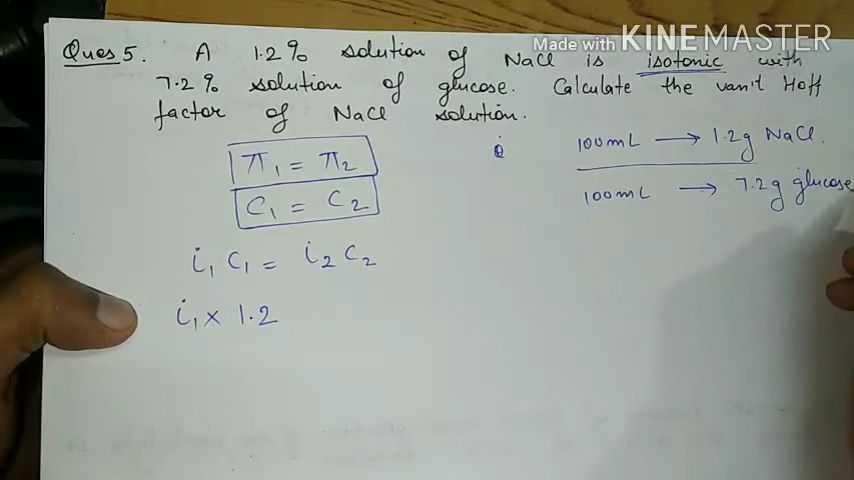 Made with KINEMASTER
Ques 5. A 1.2% solution of NaCl is isotonic with
7.2% solution of glucose. Calculate the van't Hoff
factor of NaCl solution.
π₁ = π₂
C₁ = C₂
i
100mL → 1.2g NaCl.
100mL → 7.2g glucose
i₁ C₁ = i₂ C₂
i₁ × 1.2